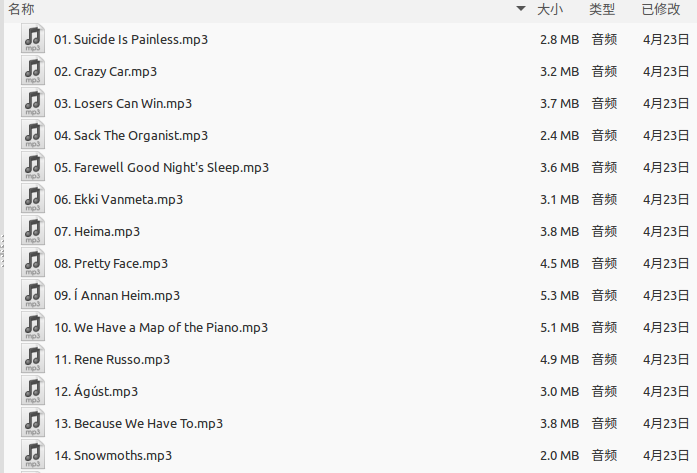 名称 大小 类型 已修改
01. Suicide Is Painless.mp3 2.8 MB 音频 4月23日
02. Crazy Car.mp3 3.2 MB 音频 4月23日
03. Losers Can Win.mp3 3.7 MB 音频 4月23日
04. Sack The Organist.mp3 2.4 MB 音频 4月23日
05. Farewell Good Night's Sleep.mp3 3.6 MB 音频 4月23日
06. Ekki Vanmeta.mp3 3.1 MB 音频 4月23日
07. Heima.mp3 3.8 MB 音频 4月23日
08. Pretty Face.mp3 4.5 MB 音频 4月23日
09. Í Annan Heim.mp3 5.3 MB 音频 4月23日
10. We Have a Map of the Piano.mp3 5.1 MB 音频 4月23日
11. Rene Russo.mp3 4.9 MB 音频 4月23日
12. Ágúst.mp3 3.0 MB 音频 4月23日
13. Because We Have To.mp3 3.8 MB 音频 4月23日
14. Snowmoths.mp3 2.0 MB 音频 4月23日